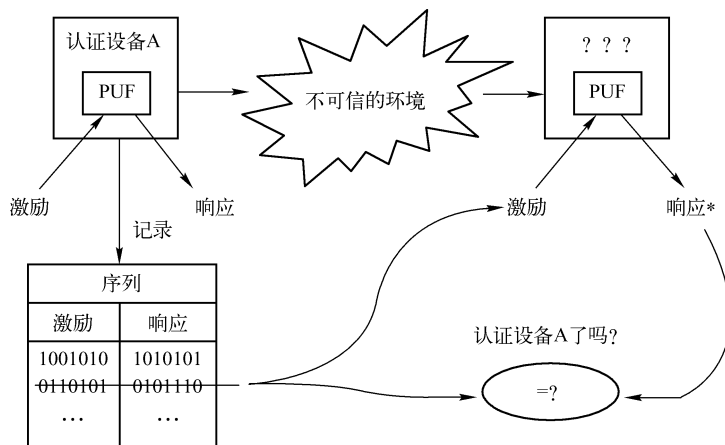 认证设备A
PUF
不可信的环境
? ? ?
PUF
激励
响应
激励
响应*
记录
序列
激励 响应
1001010 1010101
0110101 0101110
… …
认证设备A了吗?
=?